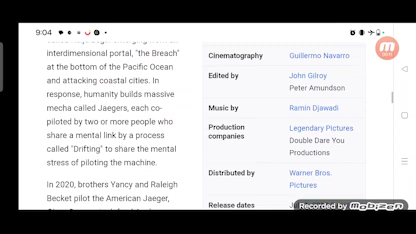 9:04
interdimensional portal, "the Breach"
at the bottom of the Pacific Ocean
and attacking coastal cities. In
response, humanity builds massive
mecha called Jaegers, each co-
piloted by two or more people who
share a mental link by a process
called "Drifting" to share the mental
stress of piloting the machine.
In 2020, brothers Yancy and Raleigh
Becket pilot the American Jaeger,
Cinematography Guillermo Navarro
Edited by John Gilroy
Peter Amundson
Music by Ramin Djawadi
Production Legendary Pictures
companies Double Dare You
Productions
Distributed by Warner Bros.
Pictures
Release dates
Recorded by Mobizen